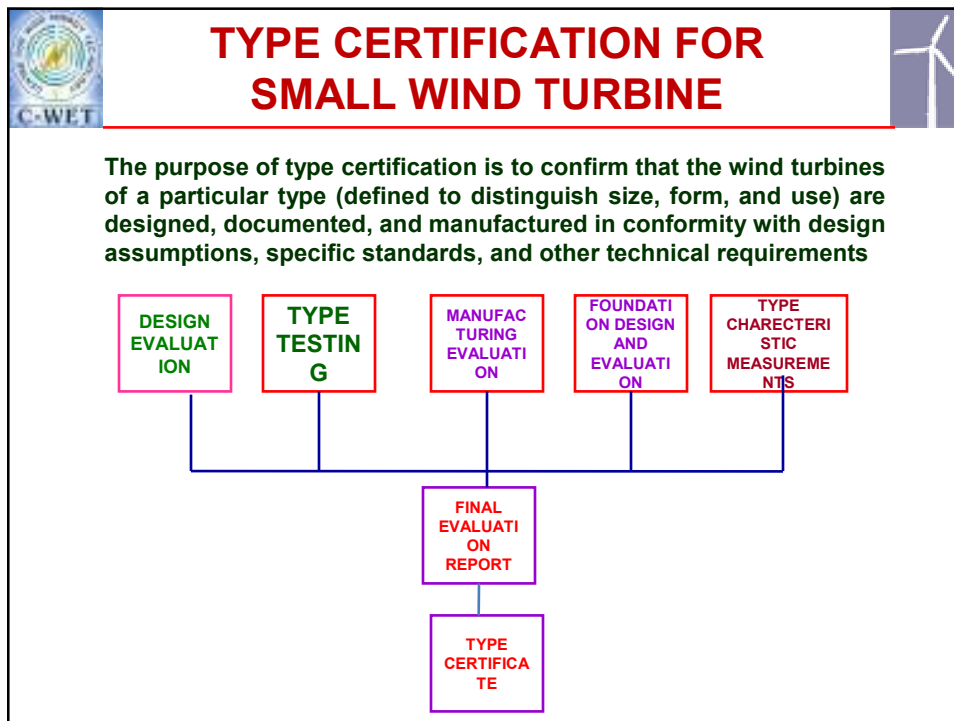 TYPE CERTIFICATION FOR
SMALL WIND TURBINE
C-WET
The purpose of type certification is to confirm that the wind turbines
of a particular type (defined to distinguish size, form, and use) are
designed, documented, and manufactured in conformity with design
assumptions, specific standards, and other technical requirements
DESIGN
EVALUAT
ION
TYPE
TESTIN
G
MANUFAC
TURING
EVALUATI
ON
FOUNDATI
ON DESIGN
AND
EVALUATI
ON
TYPE
CHARECTERI
STIC
MEASUREME
NTS
FINAL
EVALUATI
ON
REPORT
TYPE
CERTIFICA
TE